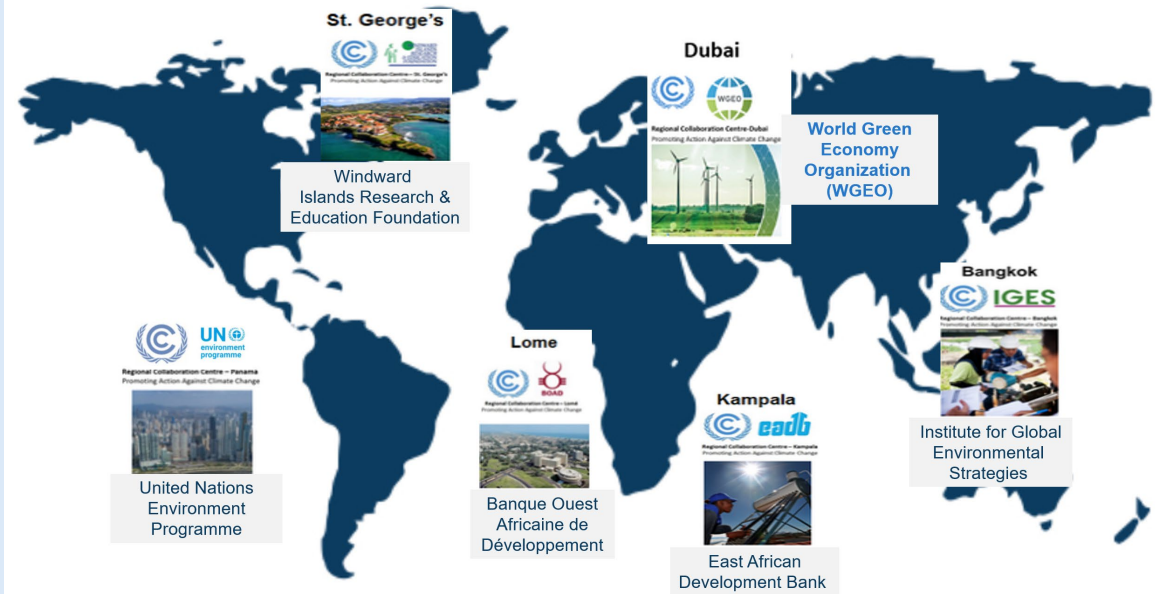 St. George's
Regional Collaboration Centre – St. George's
Promoting Action Against Climate Change
Windward
Islands Research &
Education Foundation
Dubai
WGEO
Regional Collaboration Centre-Dubai
Promoting Action Against Climate Change
World Green
Economy
Organization
(WGEO)
Bangkok
IGES
Regional Collaboration Centre – Bangkok
Promoting Action Against Climate Change
Institute for Global
Environmental
Strategies
UN
environment
programme
Regional Collaboration Centre – Panama
Promoting Action Against Climate Change
United Nations
Environment
Programme
Lome
BOAD
Regional Collaboration Centre – Lomé
Promoting Action Against Climate Change
Banque Ouest
Africaine de
Développement
Kampala
eadb
Regional Collaboration Centre – Kampala
Promoting Action Against Climate Change
East African
Development Bank